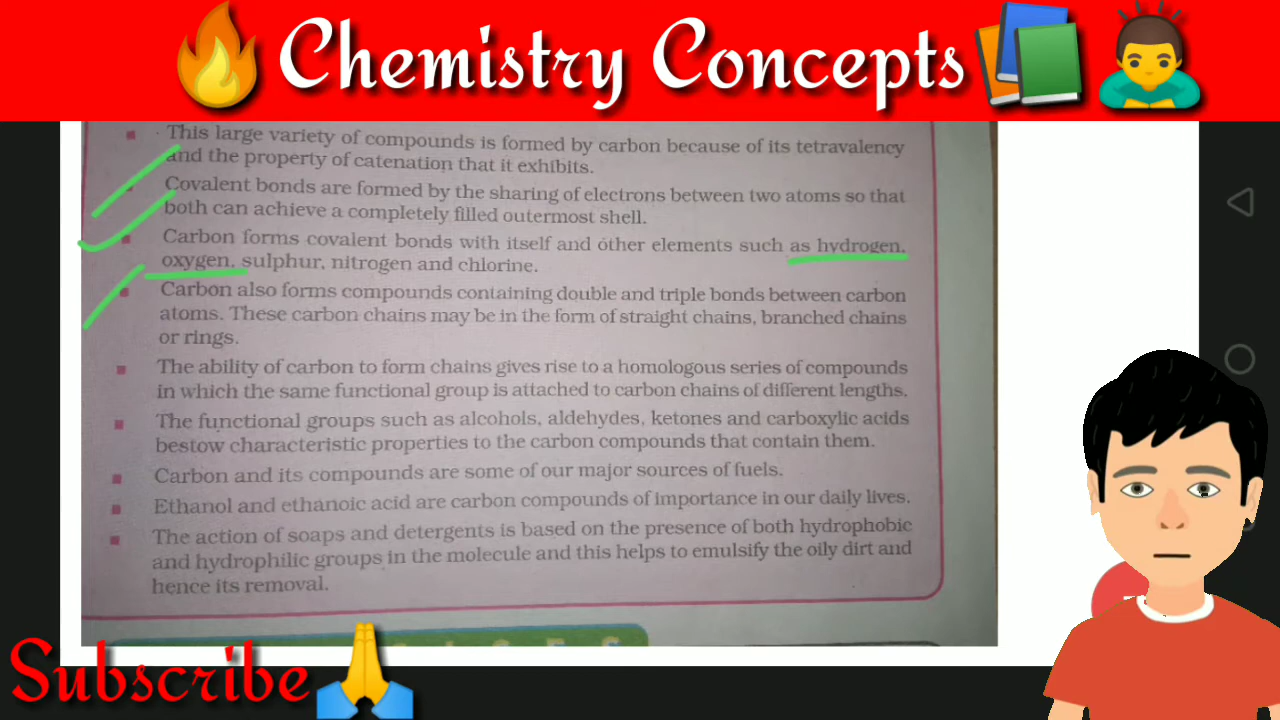 Chemistry Concepts
This large variety of compounds is formed by carbon because of its tetravalency
and the property of catenation that it exhibits.
Covalent bonds are formed by the sharing of electrons between two atoms so that
both can achieve a completely filled outermost shell.
Carbon forms covalent bonds with itself and other elements such as hydrogen,
oxygen, sulphur, nitrogen and chlorine.
Carbon also forms compounds containing double and triple bonds between carbon
atoms. These carbon chains may be in the form of straight chains, branched chains
or rings.
The ability of carbon to form chains gives rise to a homologous series of compounds
in which the same functional group is attached to carbon chains of different lengths.
The functional groups such as alcohols, aldehydes, ketones and carboxylic acids
bestow characteristic properties to the carbon compounds that contain them.
Carbon and its compounds are some of our major sources of fuels.
Ethanol and ethanoic acid are carbon compounds of importance in our daily lives.
The action of soaps and detergents is based on the presence of both hydrophobic
and hydrophilic groups in the molecule and this helps to emulsify the oily dirt and
hence its removal.
Subscribe